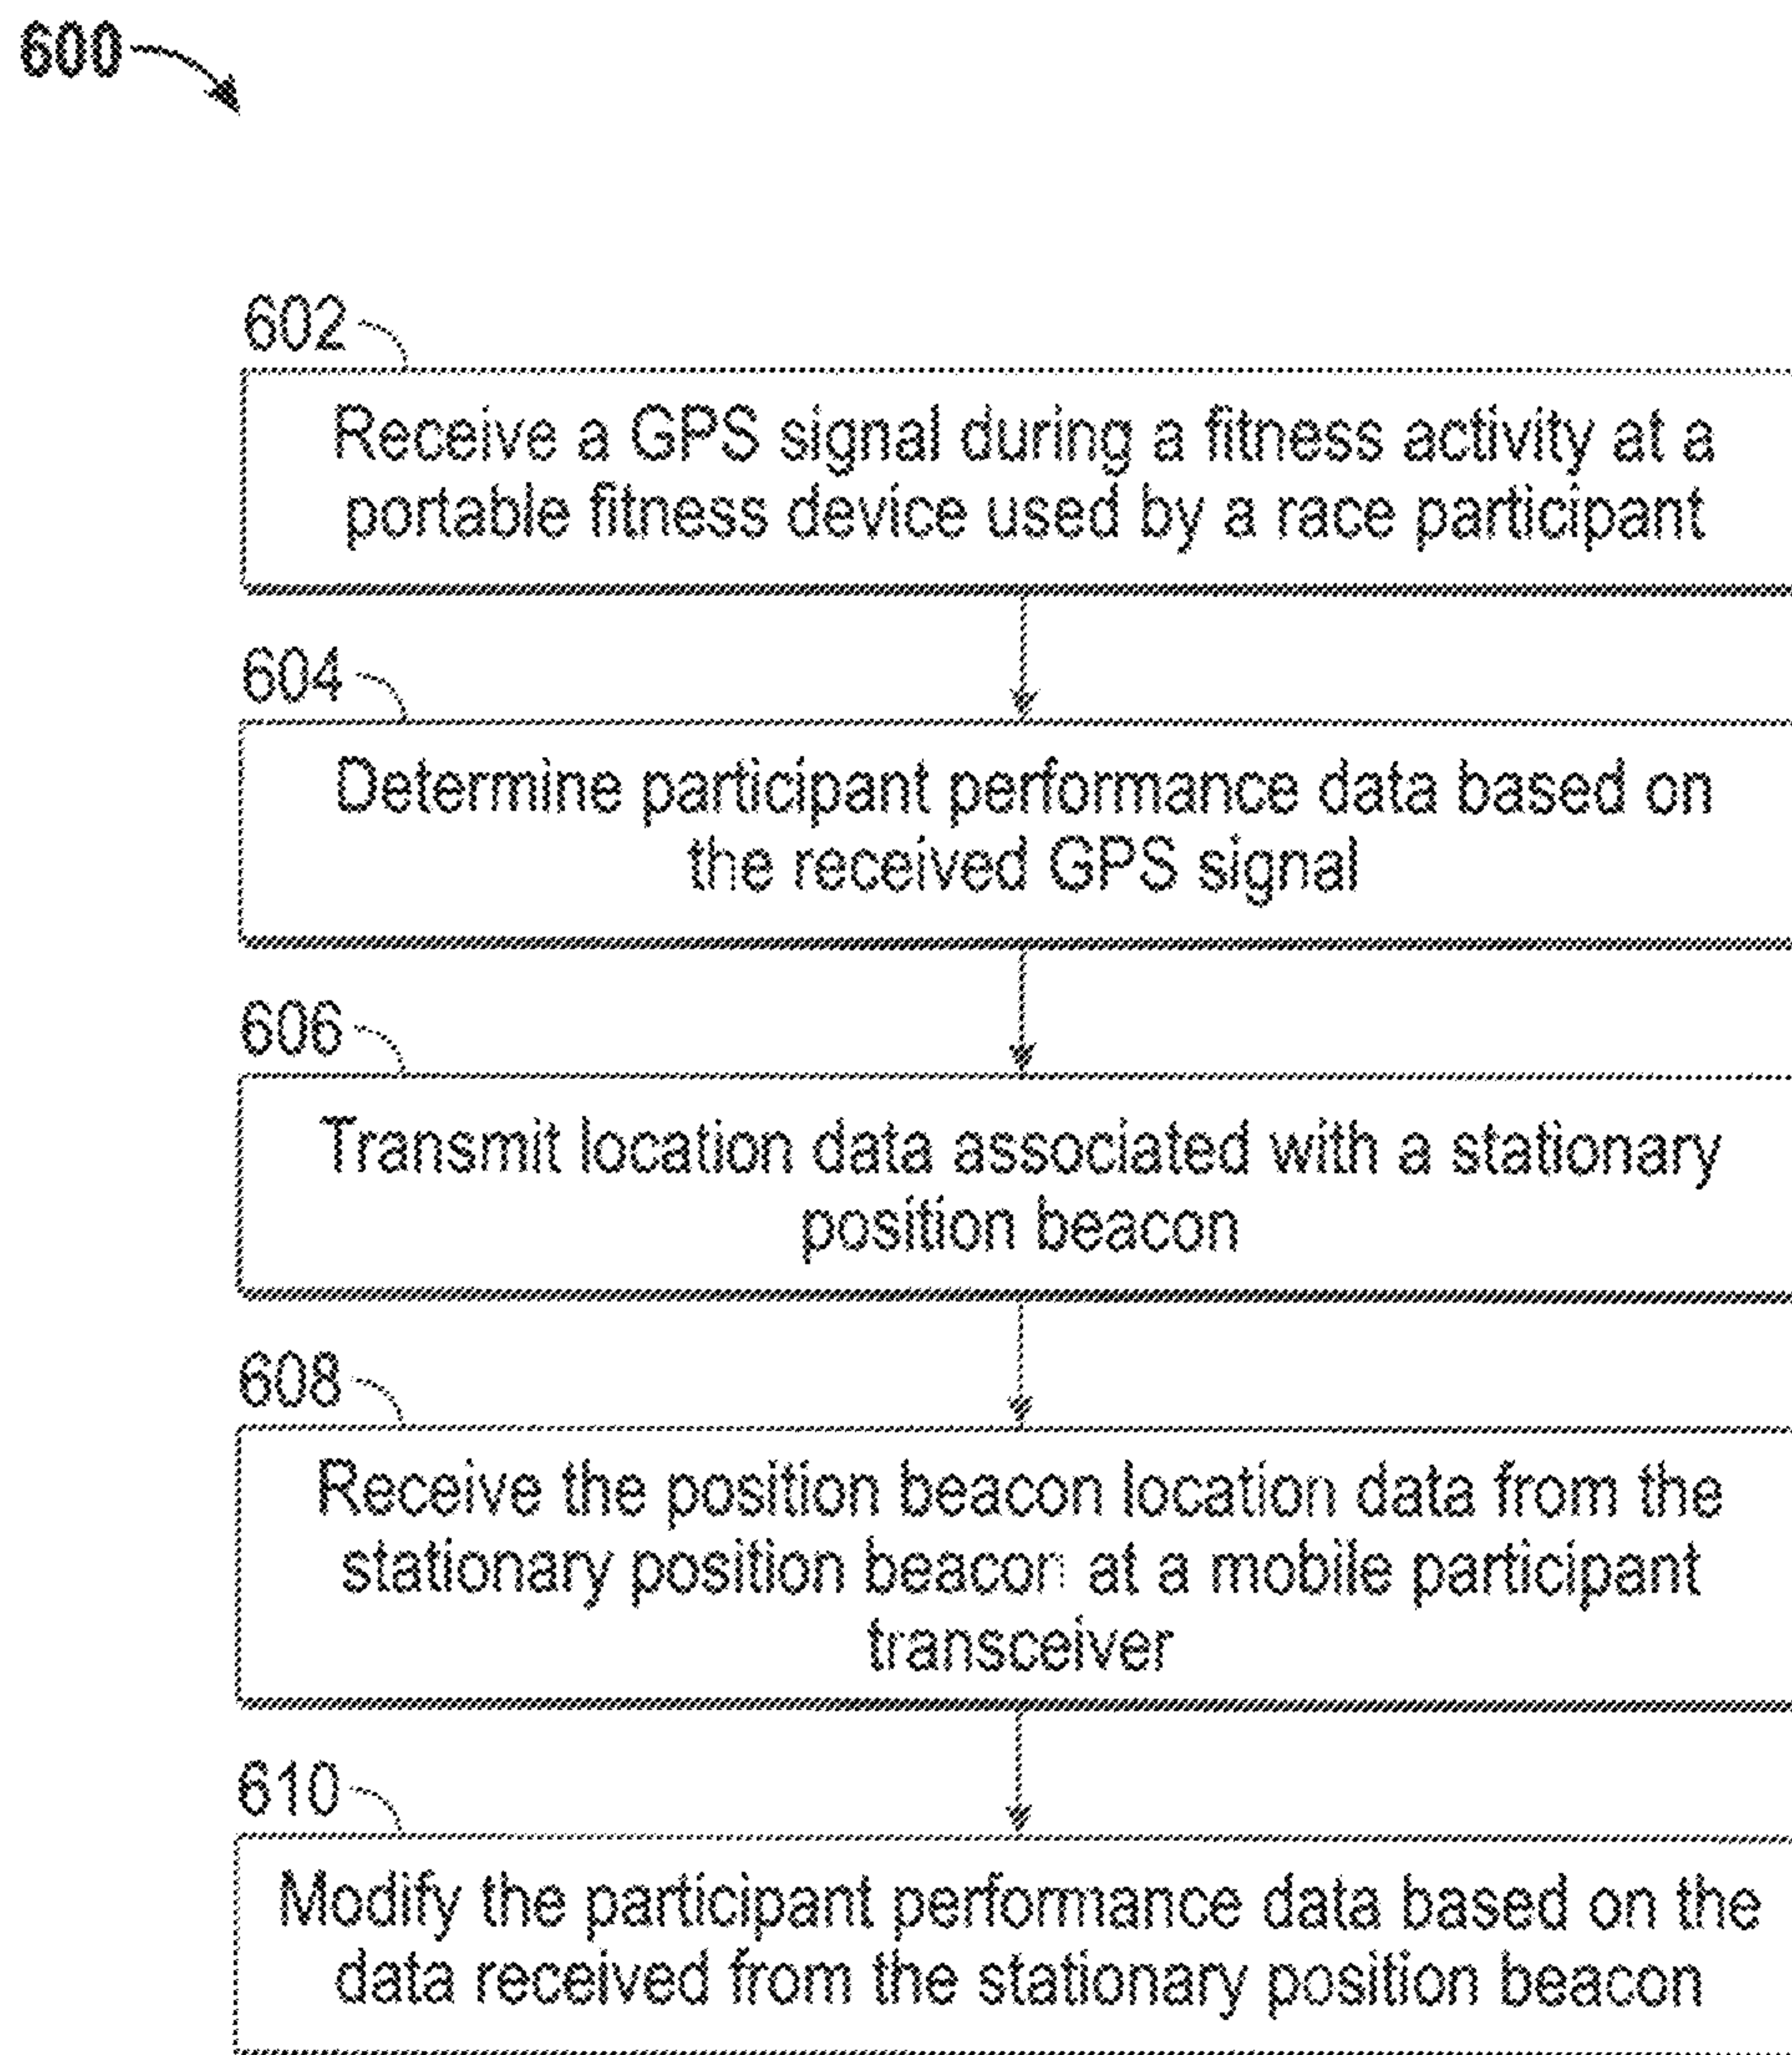 600
602
Receive a GPS signal during a fitness activity at a
portable fitness device used by a race participant
604
Determine participant performance data based on
the received GPS signal
606
Transmit location data associated with a stationary
position beacon
608
Receive the position beacon location data from the
stationary position beacon at a mobile participant
transceiver
610
Modify the participant performance data based on the
data received from the stationary position beacon